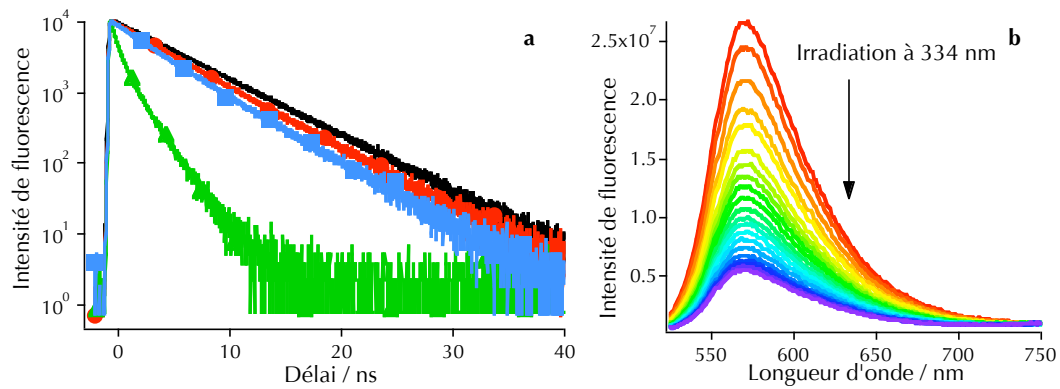 Intensité de fluorescence
10^4
10^3
10^2
10^1
10^0
a
0
10
20
30
40
Délai / ns
Intensité de fluorescence
2.5x10^7
2.0
1.5
1.0
0.5
Irradiation à 334 nm
b
550
600
650
700
750
Longueur d'onde / nm